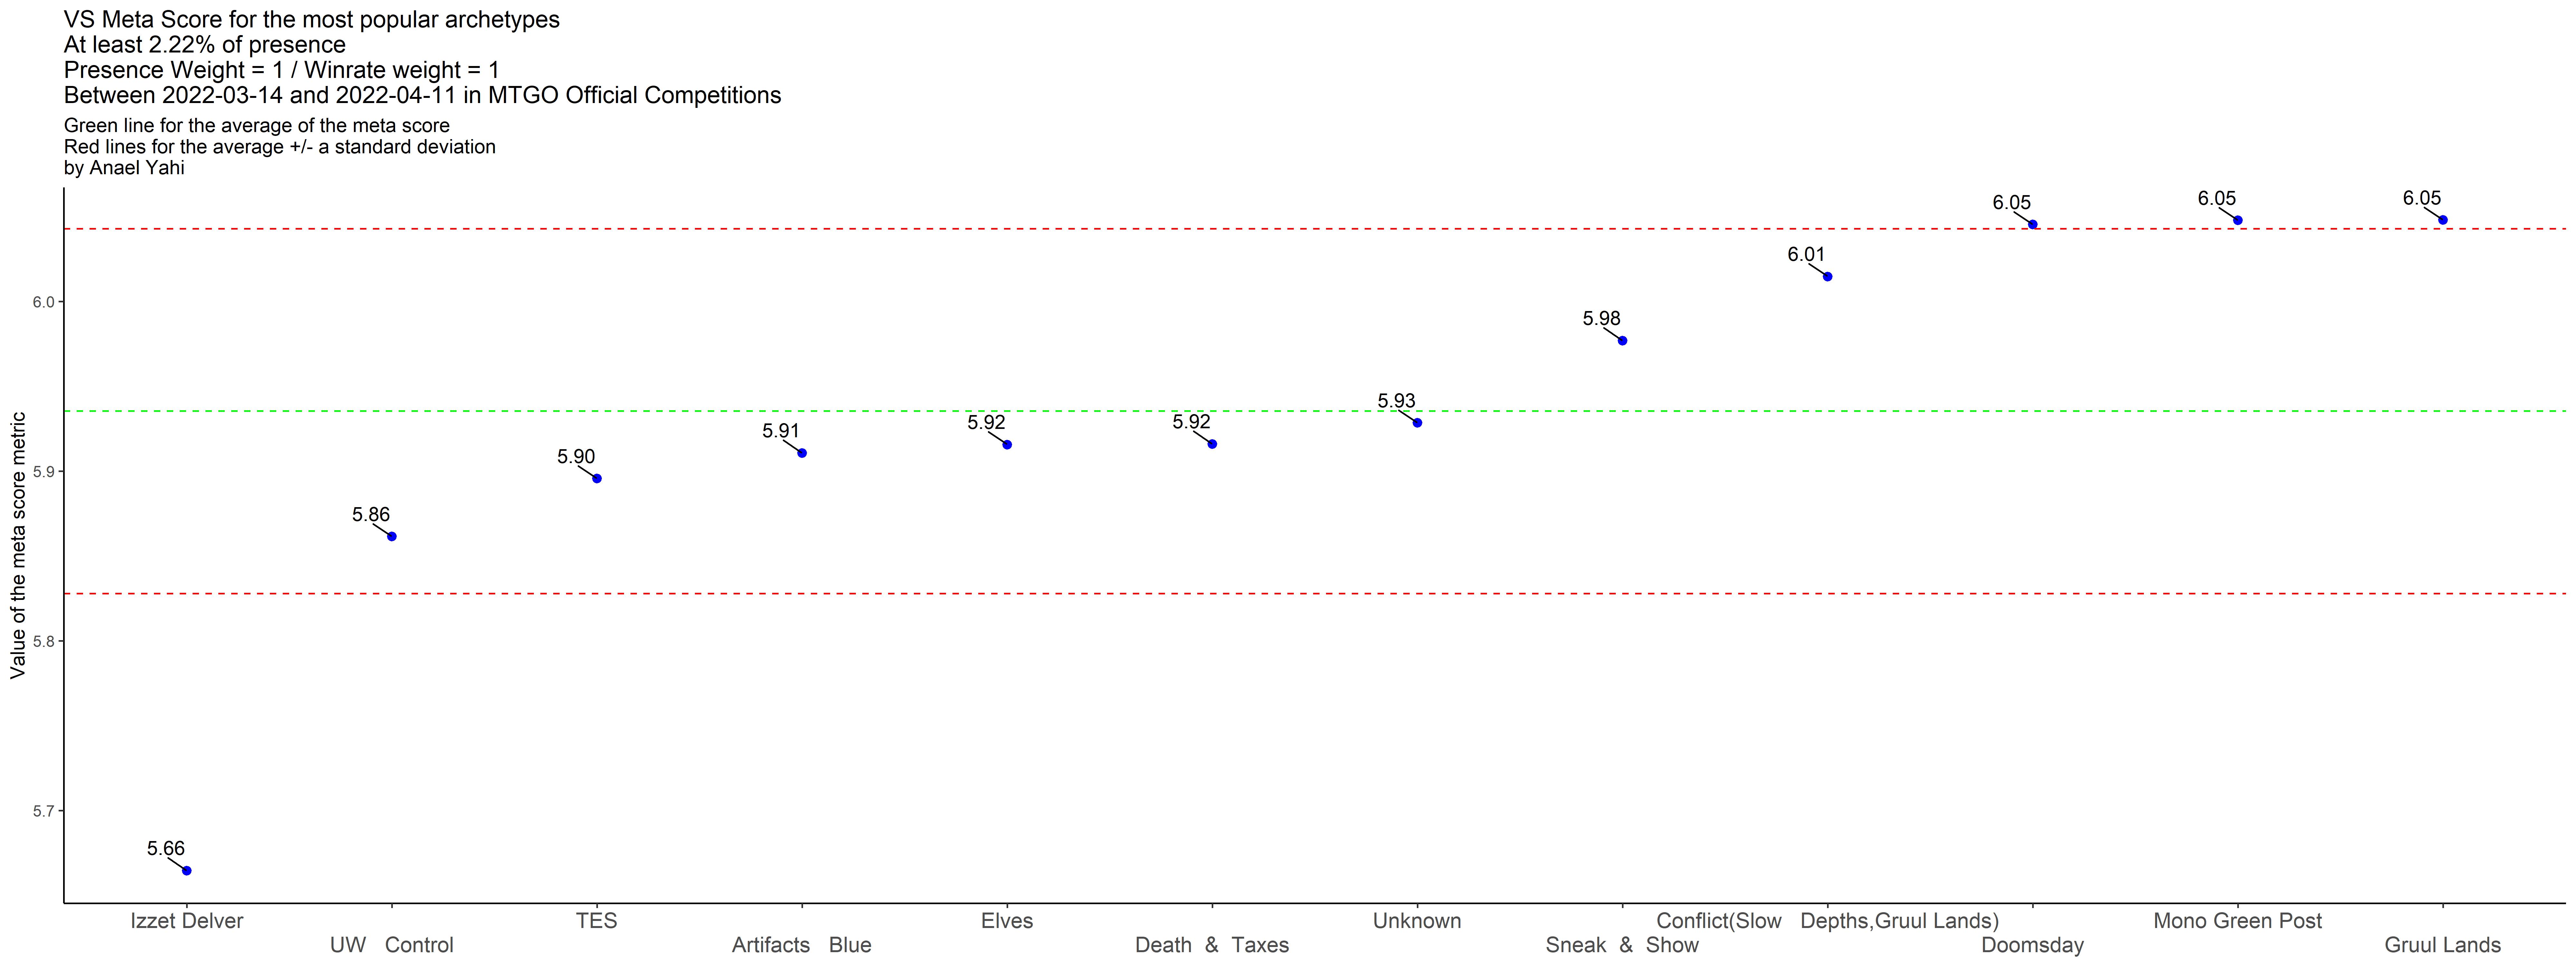 VS Meta Score for the most popular archetypes
At least 2.22% of presence
Presence Weight = 1 / Winrate weight = 1
Between 2022-03-14 and 2022-04-11 in MTGO Official Competitions
Green line for the average of the meta score
Red lines for the average +/- a standard deviation
by Anael Yahi
Value of the meta score metric
6.0
5.9
5.8
5.7
5.66
5.86
5.90
5.91
5.92
5.92
5.93
5.98
6.01
6.05
6.05
6.05
Izzet Delver
UW Control
TES
Artifacts Blue
Elves
Death & Taxes
Unknown
Sneak & Show
Conflict(Slow Depths,Gruul Lands)
Doomsday
Mono Green Post
Gruul Lands